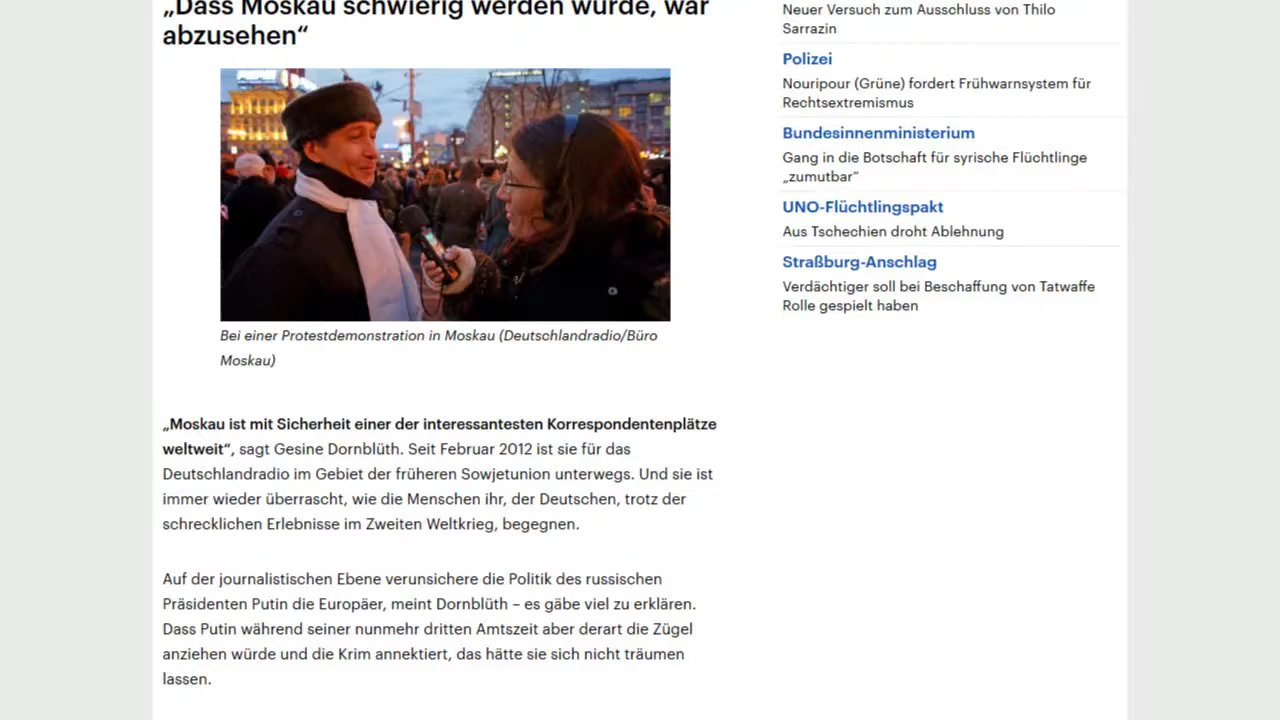 „Dass Moskau schwierig werden würde, war
abzusehen“
Bei einer Protestdemonstration in Moskau (Deutschlandradio/Büro
Moskau)
„Moskau ist mit Sicherheit einer der interessantesten Korrespondentenplätze
weltweit“, sagt Gesine Dornblüth. Seit Februar 2012 ist sie für das
Deutschlandradio im Gebiet der früheren Sowjetunion unterwegs. Und sie ist
immer wieder überrascht, wie die Menschen ihr, der Deutschen, trotz der
schrecklichen Erlebnisse im Zweiten Weltkrieg, begegnen.
Auf der journalistischen Ebene verunsichere die Politik des russischen
Präsidenten Putin die Europäer, meint Dornblüth – es gäbe viel zu erklären.
Dass Putin während seiner nunmehr dritten Amtszeit aber derart die Zügel
anziehen würde und die Krim annektiert, das hätte sie sich nicht träumen
lassen.
Neuer Versuch zum Ausschluss von Thilo
Sarrazin
Polizei
Nouripour (Grüne) fordert Frühwarnsystem für
Rechtsextremismus
Bundesinnenministerium
Gang in die Botschaft für syrische Flüchtlinge
„zumutbar“
UNO-Flüchtlingspakt
Aus Tschechien droht Ablehnung
Straßburg-Anschlag
Verdächtiger soll bei Beschaffung von Tatwaffe
Rolle gespielt haben